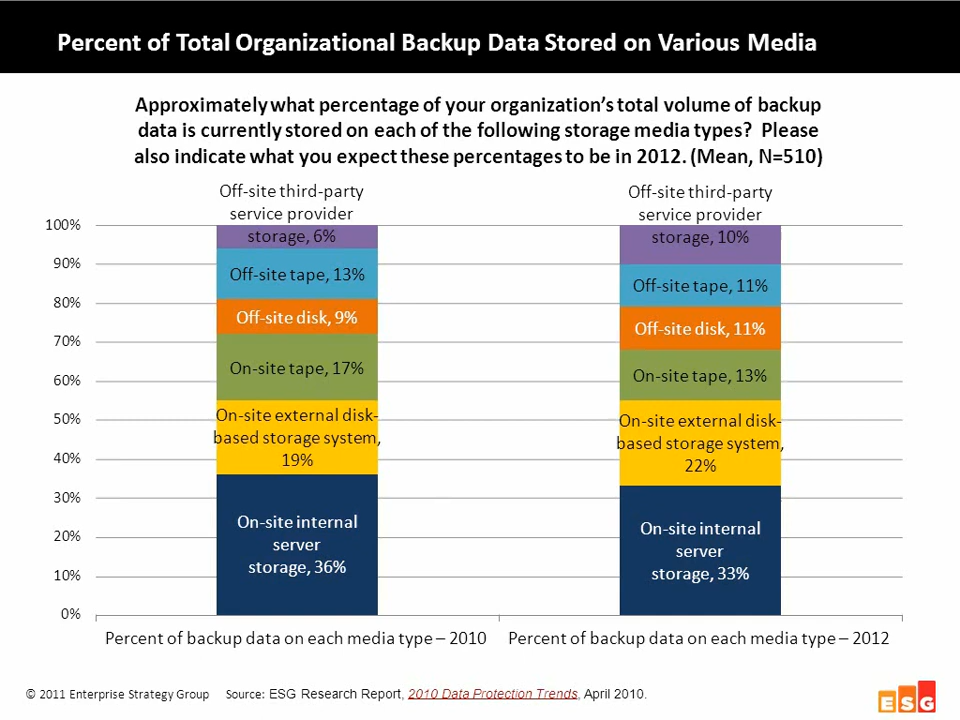 Percent of Total Organizational Backup Data Stored on Various Media
Approximately what percentage of your organization's total volume of backup
data is currently stored on each of the following storage media types? Please
also indicate what you expect these percentages to be in 2012. (Mean, N=510)
Off-site third-party
service provider
storage, 6%
Off-site third-party
service provider
storage, 10%
100%
90%
80%
70%
60%
50%
40%
30%
20%
10%
0%
Off-site tape, 13%
Off-site disk, 9%
On-site tape, 17%
On-site external disk-
based storage system,
19%
On-site internal
server
storage, 36%
Off-site tape, 11%
Off-site disk, 11%
On-site tape, 13%
On-site external disk-
based storage system,
22%
On-site internal
server
storage, 33%
Percent of backup data on each media type – 2010
Percent of backup data on each media type – 2012
© 2011 Enterprise Strategy Group Source: ESG Research Report, 2010 Data Protection Trends, April 2010.
ESG